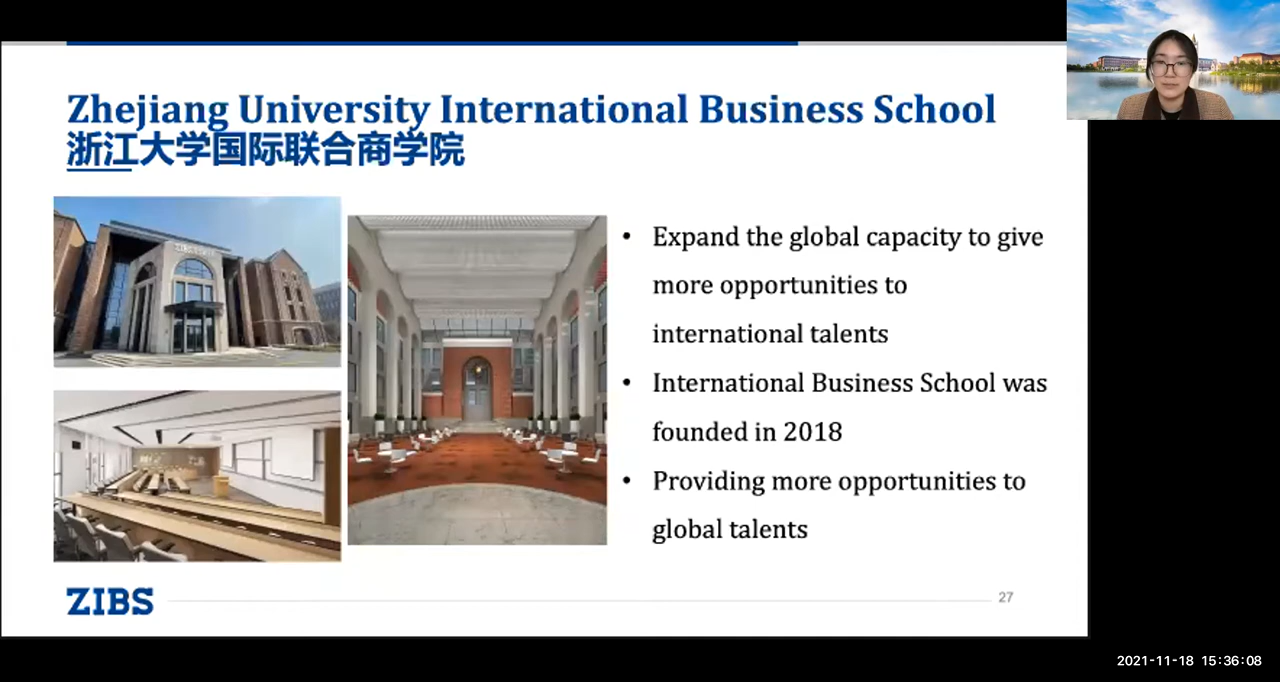 Zhejiang University International Business School
浙江大学国际联合商学院
• Expand the global capacity to give
more opportunities to
international talents
• International Business School was
founded in 2018
• Providing more opportunities to
global talents
ZIBS
27
2021-11-18 15:36:08